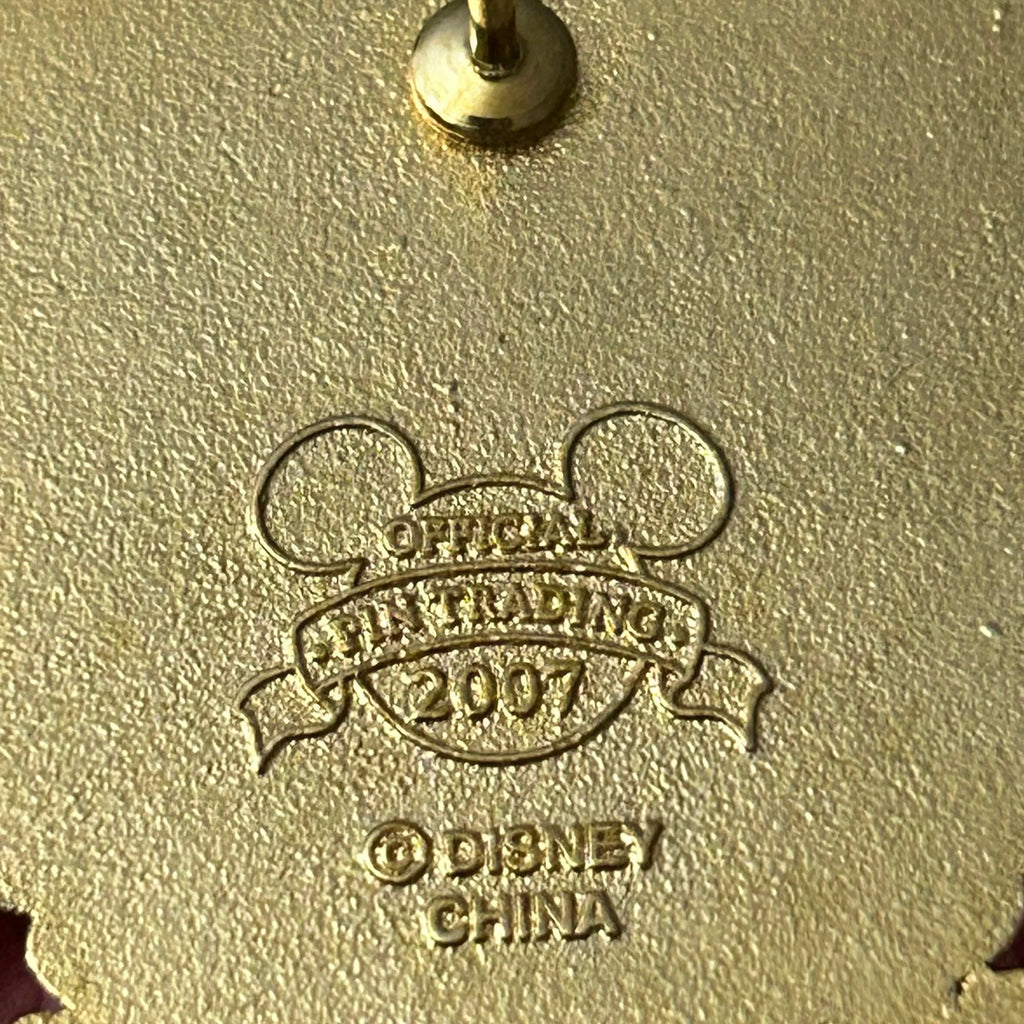 OFFICIAL
PIN TRADING
2007
© DISNEY
CHINA